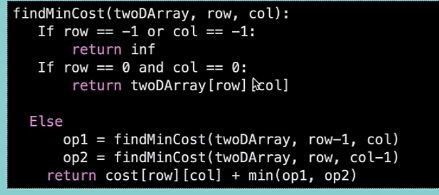 findMinCost(twoDArray, row, col):
If row == -1 or col == -1:
return inf
If row == 0 and col == 0:
return twoDArray[row][col]
Else
op1 = findMinCost(twoDArray, row-1, col)
op2 = findMinCost(twoDArray, row, col-1)
return cost[row][col] + min(op1, op2)